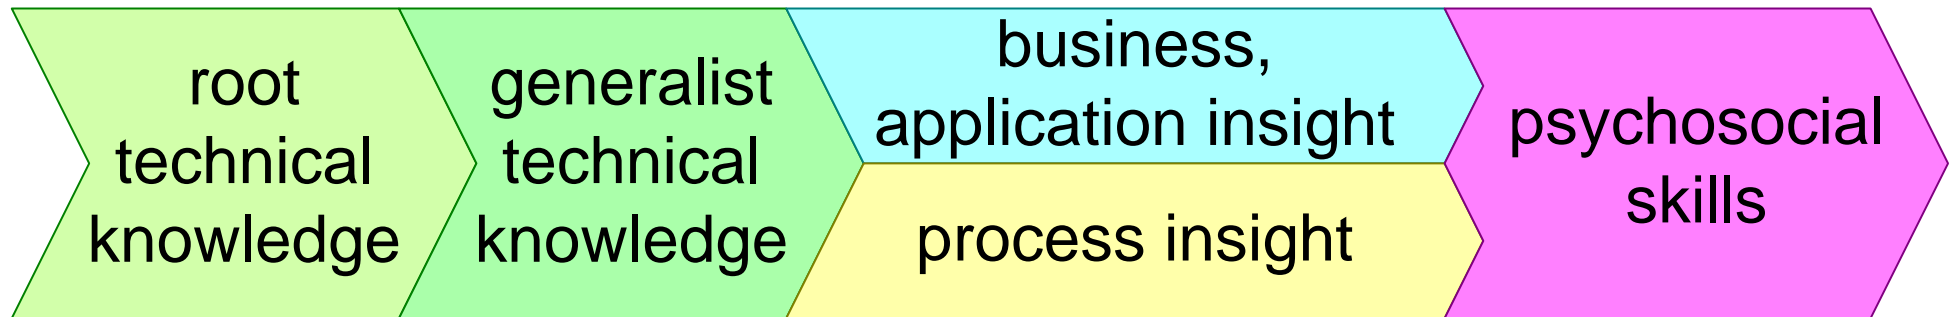 root
technical
knowledge
generalist
technical
knowledge
business,
application insight
process insight
psychosocial
skills